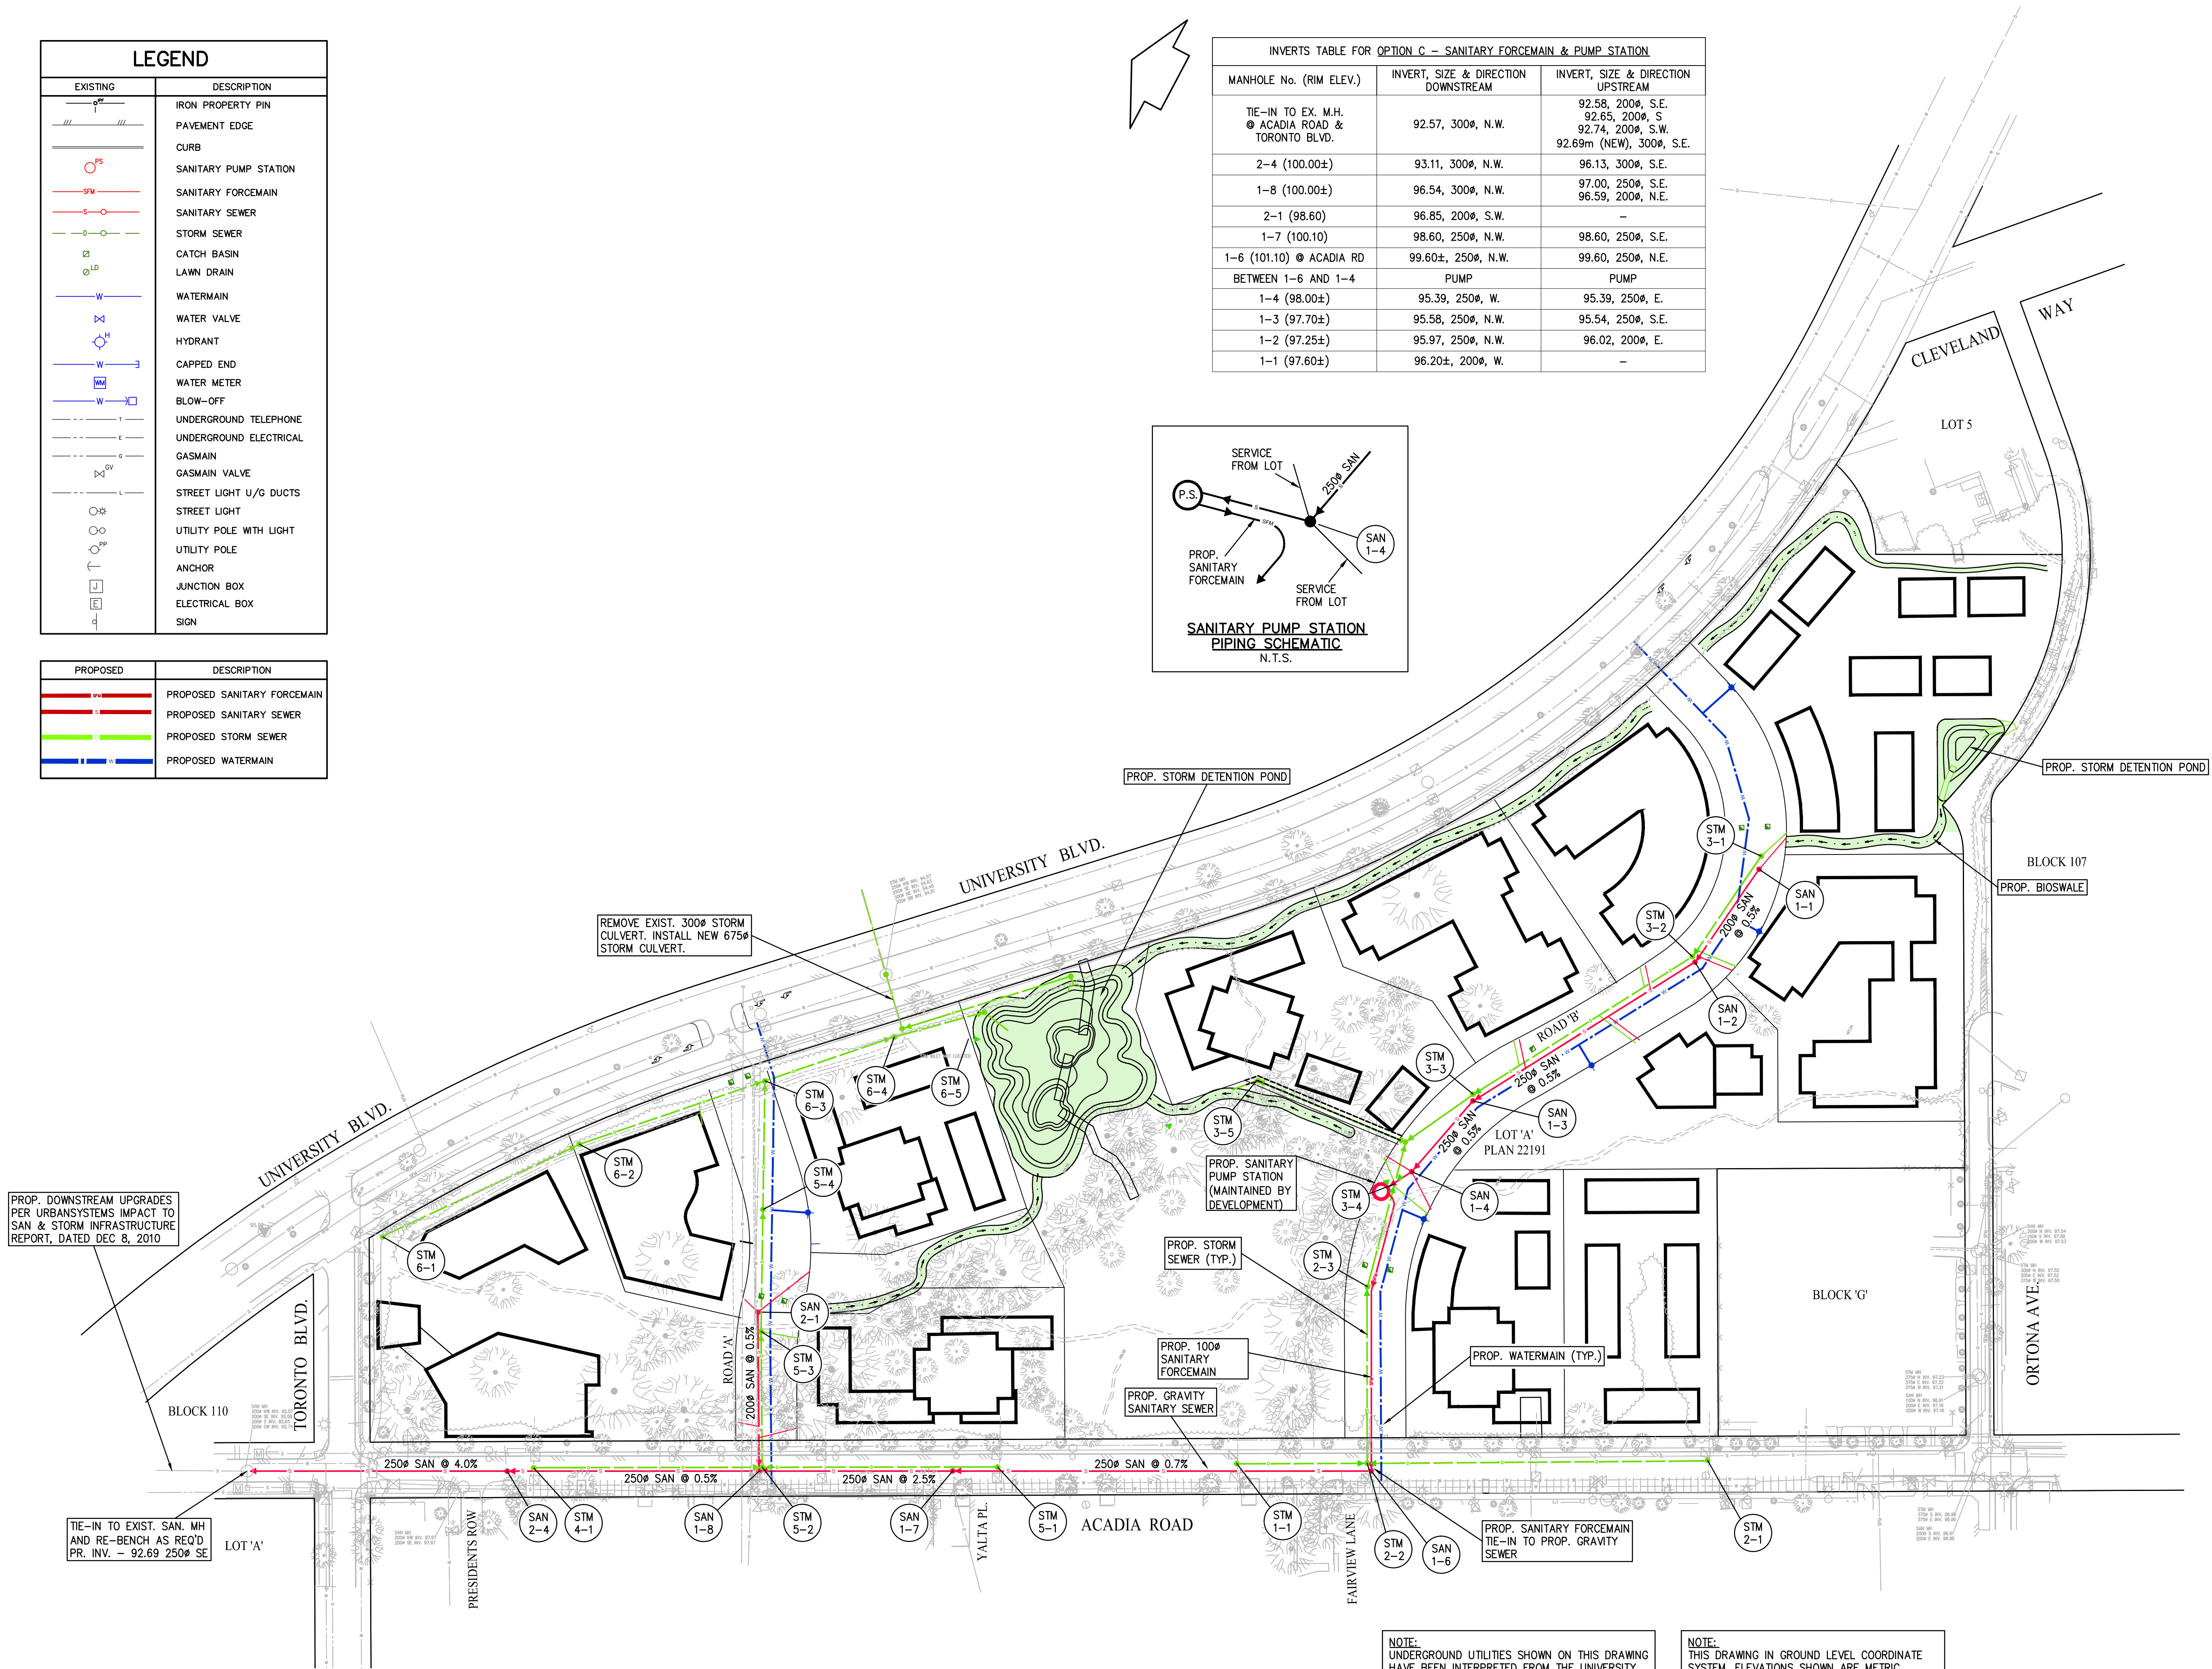 LEGEND
EXISTING DESCRIPTION
IRON PROPERTY PIN
PAVEMENT EDGE
CURB
PS SANITARY PUMP STATION
SFM SANITARY FORCEMAIN
S SANITARY SEWER
D STORM SEWER
CATCH BASIN
LD LAWN DRAIN
W WATERMAIN
WATER VALVE
H HYDRANT
W CAPPED END
WM WATER METER
W BLOW-OFF
T UNDERGROUND TELEPHONE
E UNDERGROUND ELECTRICAL
G GASMAIN
GV GASMAIN VALVE
L STREET LIGHT U/G DUCTS
STREET LIGHT
UTILITY POLE WITH LIGHT
PP UTILITY POLE
ANCHOR
J JUNCTION BOX
E ELECTRICAL BOX
SIGN
PROPOSED DESCRIPTION
SFM PROPOSED SANITARY FORCEMAIN
S PROPOSED SANITARY SEWER
PROPOSED STORM SEWER
W PROPOSED WATERMAIN
INVERTS TABLE FOR OPTION C - SANITARY FORCEMAIN & PUMP STATION
MANHOLE No. (RIM ELEV.) INVERT, SIZE & DIRECTION DOWNSTREAM INVERT, SIZE & DIRECTION UPSTREAM
TIE-IN TO EX. M.H. @ ACADIA ROAD & TORONTO BLVD. 92.57, 300ø, N.W. 92.58, 200ø, S.E.
92.65, 200ø, S
92.74, 200ø, S.W.
92.69m (NEW), 300ø, S.E.
2-4 (100.00±) 93.11, 300ø, N.W. 96.13, 300ø, S.E.
1-8 (100.00±) 96.54, 300ø, N.W. 97.00, 250ø, S.E.
96.59, 200ø, N.E.
2-1 (98.60) 96.85, 200ø, S.W. -
1-7 (100.10) 98.60, 250ø, N.W. 98.60, 250ø, S.E.
1-6 (101.10) @ ACADIA RD 99.60±, 250ø, N.W. 99.60, 250ø, N.E.
BETWEEN 1-6 AND 1-4 PUMP PUMP
1-4 (98.00±) 95.39, 250ø, W. 95.39, 250ø, E.
1-3 (97.70±) 95.58, 250ø, N.W. 95.54, 250ø, S.E.
1-2 (97.25±) 95.97, 250ø, N.W. 96.02, 200ø, E.
1-1 (97.60±) 96.20±, 200ø, W. -
SERVICE
FROM LOT
250ø SAN
P.S.
S
SFM
SAN
1-4
PROP.
SANITARY
FORCEMAIN
SERVICE
FROM LOT
SANITARY PUMP STATION
PIPING SCHEMATIC
N.T.S.
CLEVELAND WAY
LOT 5
PROP. STORM DETENTION POND
PROP. STORM DETENTION POND
BLOCK 107
PROP. BIOSWALE
UNIVERSITY BLVD.
REMOVE EXIST. 300ø STORM
CULVERT. INSTALL NEW 675ø
STORM CULVERT.
STM
3-1
SAN
1-1
200ø SAN
@ 0.5%
STM
3-2
SAN
1-2
ROAD 'B'
250ø SAN
@ 0.5%
STM
3-3
SAN
1-3
250ø SAN
@ 0.5%
LOT 'A'
PLAN 22191
STM
3-5
STM
6-4
STM
6-5
STM
6-3
STM
6-2
STM
5-4
UNIVERSITY BLVD.
PROP. SANITARY
PUMP STATION
(MAINTAINED BY
DEVELOPMENT)
STM
3-4
SAN
1-4
PROP. DOWNSTREAM UPGRADES
PER URBANSYSTEMS IMPACT TO
SAN & STORM INFRASTRUCTURE
REPORT, DATED DEC 8, 2010
STM
6-1
PROP. STORM
SEWER (TYP.)
STM
2-3
BLOCK 'G'
ORTONA AVE.
SAN
2-1
TORONTO BLVD.
ROAD 'A'
200ø SAN @ 0.5%
STM
5-3
PROP. 100ø
SANITARY
FORCEMAIN
PROP. WATERMAIN (TYP.)
PROP. GRAVITY
SANITARY SEWER
BLOCK 110
250ø SAN @ 4.0%
250ø SAN @ 0.5%
250ø SAN @ 2.5%
250ø SAN @ 0.7%
TIE-IN TO EXIST. SAN. MH
AND RE-BENCH AS REQ'D
PR. INV. - 92.69 250ø SE
LOT 'A'
PRESIDENTS ROW
SAN
2-4
STM
4-1
SAN
1-8
STM
5-2
SAN
1-7
YALTA PL.
STM
5-1
ACADIA ROAD
STM
1-1
FAIRVIEW LANE
STM
2-2
SAN
1-6
PROP. SANITARY FORCEMAIN
TIE-IN TO PROP. GRAVITY
SEWER
STM
2-1
NOTE:
UNDERGROUND UTILITIES SHOWN ON THIS DRAWING
HAVE BEEN INTERPRETED FROM THE UNIVERSITY
NOTE:
THIS DRAWING IN GROUND LEVEL COORDINATE
SYSTEM. ELEVATIONS SHOWN ARE METRIC